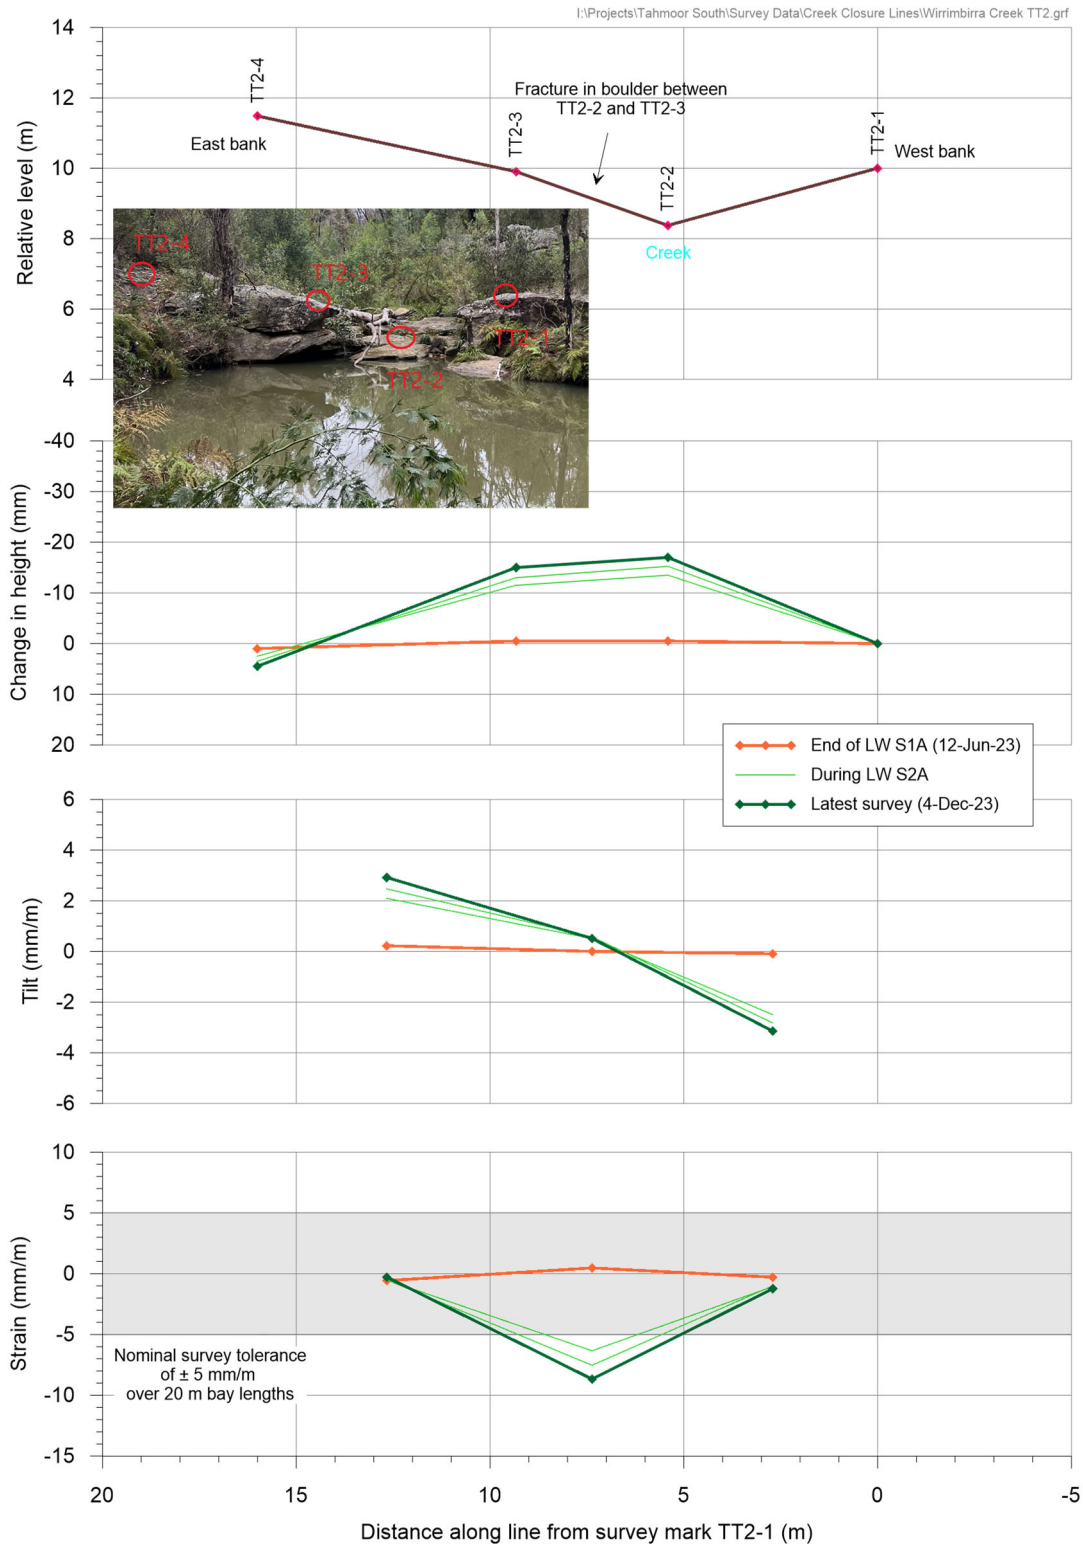 I:\Projects\Tahmoor South\Survey Data\Creek Closure Lines\Wirrimbirra Creek TT2.grf
14
12
10
8
6
4
Relative level (m)
TT2-4
East bank
TT2-3
Fracture in boulder between
TT2-2 and TT2-3
TT2-2
Creek
TT2-1
West bank
TT2-4
TT2-3
TT2-1
TT2-2
-40
-30
-20
-10
0
10
20
Change in height (mm)
End of LW S1A (12-Jun-23)
During LW S2A
Latest survey (4-Dec-23)
6
4
2
0
-2
-4
-6
Tilt (mm/m)
10
5
0
-5
-10
-15
Strain (mm/m)
Nominal survey tolerance
of ± 5 mm/m
over 20 m bay lengths
20 15 10 5 0 -5
Distance along line from survey mark TT2-1 (m)